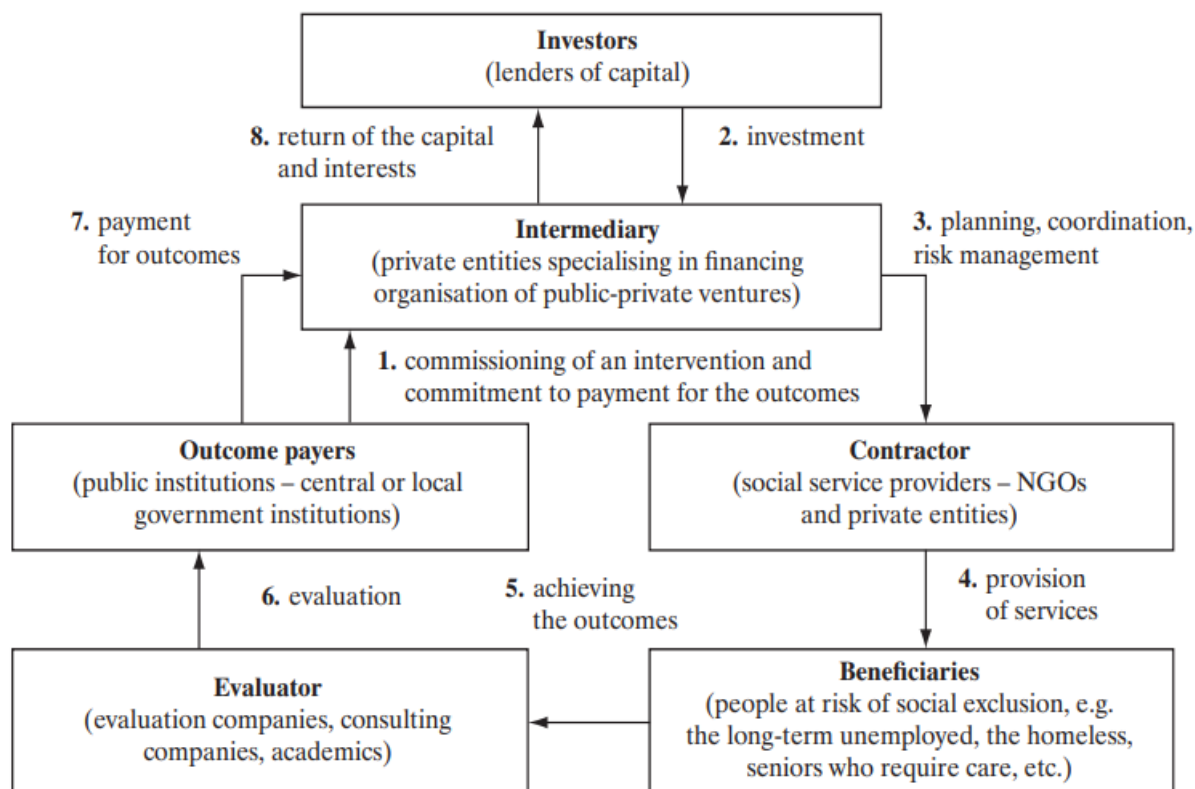 Investors
(lenders of capital)
8. return of the capital
and interests
2. investment
7. payment
for outcomes
Intermediary
(private entities specialising in financing
organisation of public-private ventures)
3. planning, coordination,
risk management
1. commissioning of an intervention and
commitment to payment for the outcomes
Outcome payers
(public institutions – central or local
government institutions)
Contractor
(social service providers – NGOs
and private entities)
6. evaluation
5. achieving
the outcomes
4. provision
of services
Evaluator
(evaluation companies, consulting
companies, academics)
Beneficiaries
(people at risk of social exclusion, e.g.
the long-term unemployed, the homeless,
seniors who require care, etc.)